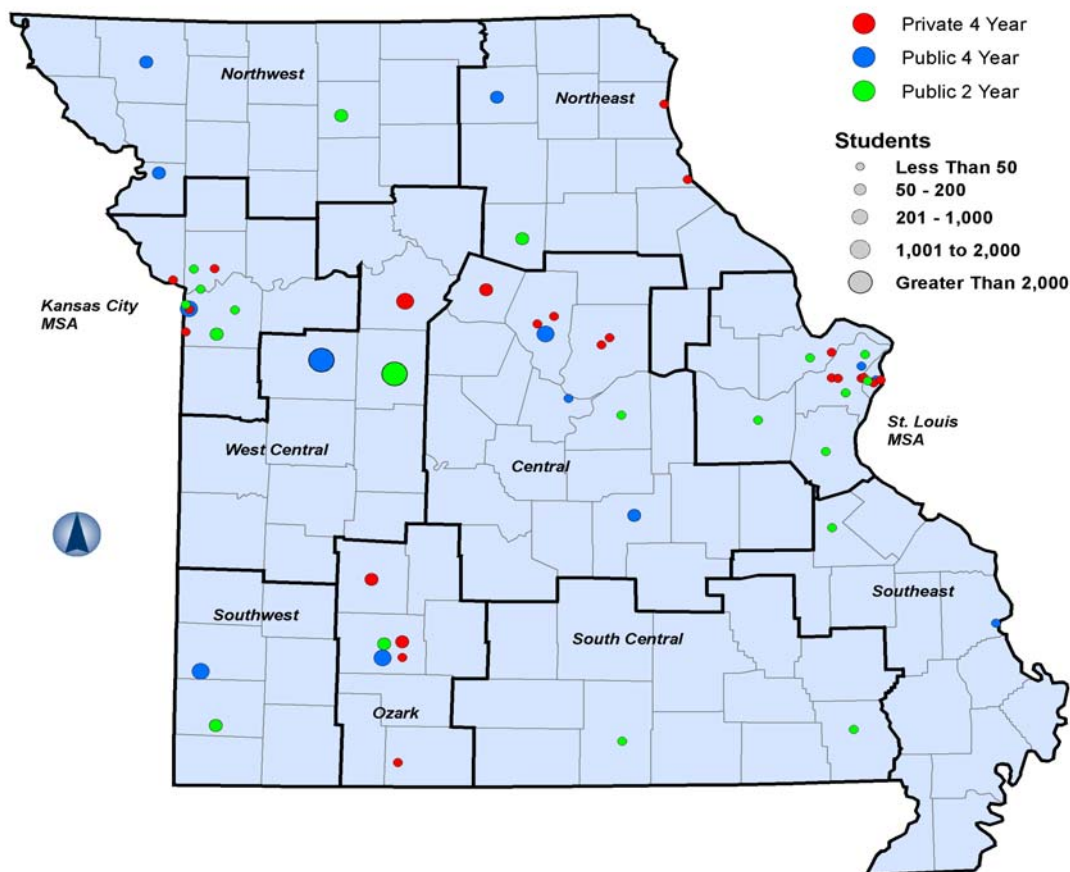 Private 4 Year
Public 4 Year
Public 2 Year
Students
Less Than 50
50 - 200
201 - 1,000
1,001 to 2,000
Greater Than 2,000
Northwest
Northeast
Kansas City
MSA
St. Louis
MSA
West Central
Central
Southwest
South Central
Southeast
Ozark